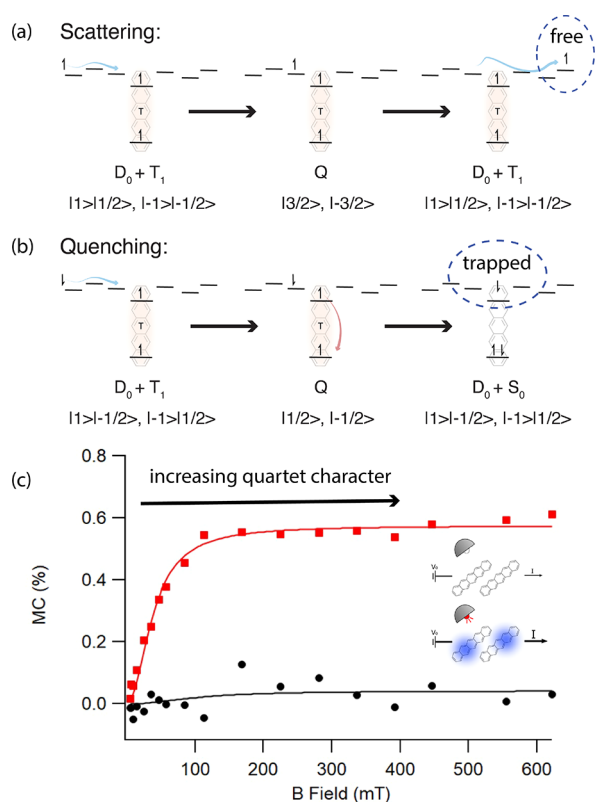 (a) Scattering:
free
T T
D₀ + T₁ Q D₀ + T₁
|1>|1/2>, |-1>|-1/2> |3/2>, |-3/2> |1>|1/2>, |-1>|-1/2>
(b) Quenching:
trapped
T T
D₀ + T₁ Q D₀ + S₀
|1>|-1/2>, |-1>|1/2> |1/2>, |-1/2> |1>|-1/2>, |-1>|1/2>
(c)
increasing quartet character
0.8
0.6
0.4
0.2
0.0
MC (%)
V₀ I
V₀ I
100 200 300 400 500 600
B Field (mT)